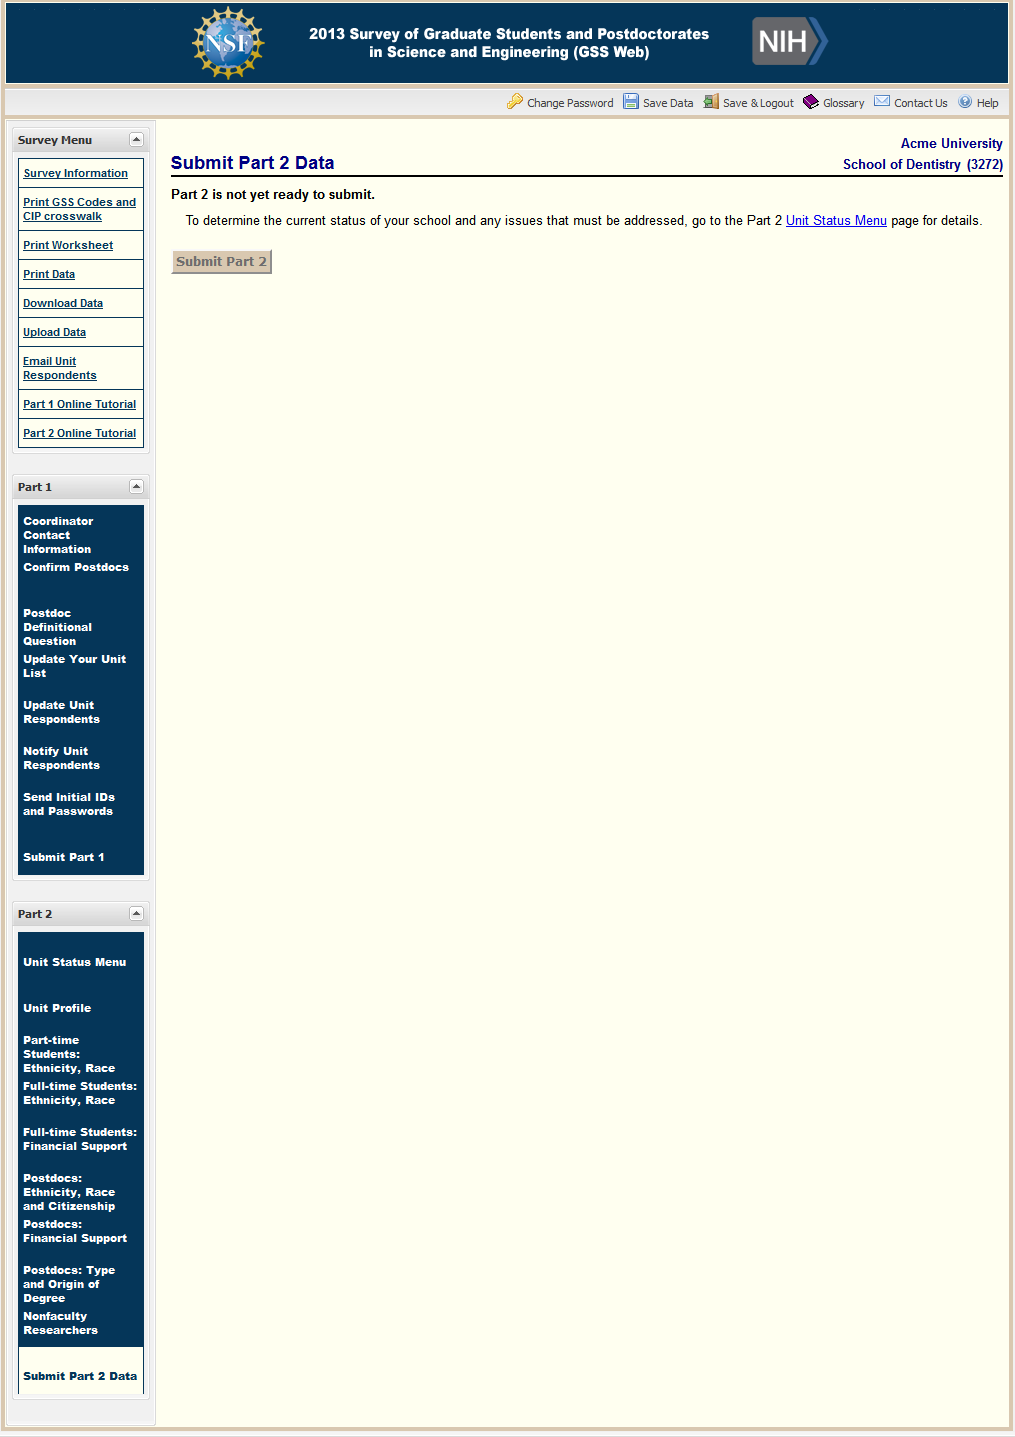 NSF
2013 Survey of Graduate Students and Postdoctorates
in Science and Engineering (GSS Web)
NIH
Change Password
Save Data
Save & Logout
Glossary
Contact Us
Help
Survey Menu
Survey Information
Print GSS Codes and
CIP crosswalk
Print Worksheet
Print Data
Download Data
Upload Data
Email Unit
Respondents
Part 1 Online Tutorial
Part 2 Online Tutorial
Part 1
Coordinator
Contact
Information
Confirm Postdocs
Postdoc
Definitional
Question
Update Your Unit
List
Update Unit
Respondents
Notify Unit
Respondents
Send Initial IDs
and Passwords
Submit Part 1
Part 2
Unit Status Menu
Unit Profile
Part-time
Students:
Ethnicity, Race
Full-time Students:
Ethnicity, Race
Full-time Students:
Financial Support
Postdocs:
Ethnicity, Race
and Citizenship
Postdocs:
Financial Support
Postdocs: Type
and Origin of
Degree
Nonfaculty
Researchers
Submit Part 2 Data
Acme University
Submit Part 2 Data
School of Dentistry (3272)
Part 2 is not yet ready to submit.
To determine the current status of your school and any issues that must be addressed, go to the Part 2 Unit Status Menu page for details.
Submit Part 2